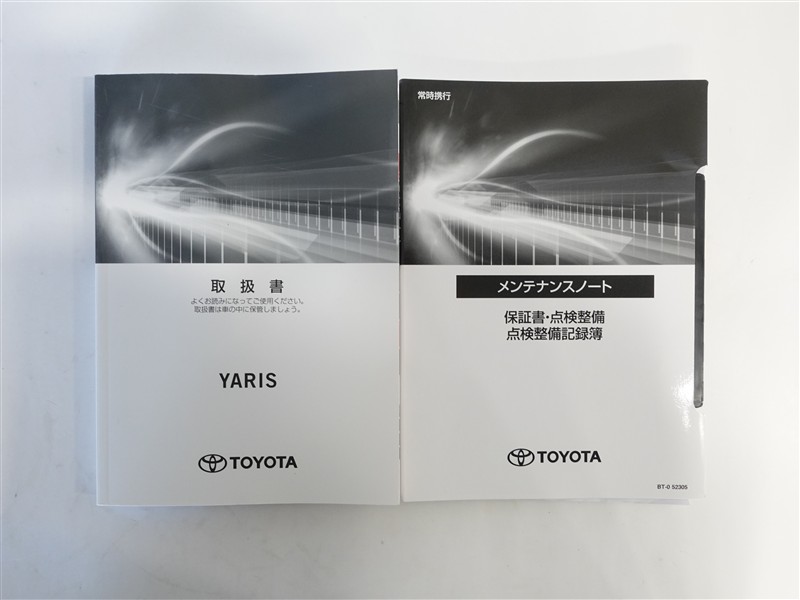 取扱書
よくお読みになってご使用ください。
取扱書は車の中に保管しましょう。
YARIS
TOYOTA
常時携行
メンテナンスノート
保証書・点検整備
点検整備記録簿
TOYOTA
BT-0 52305